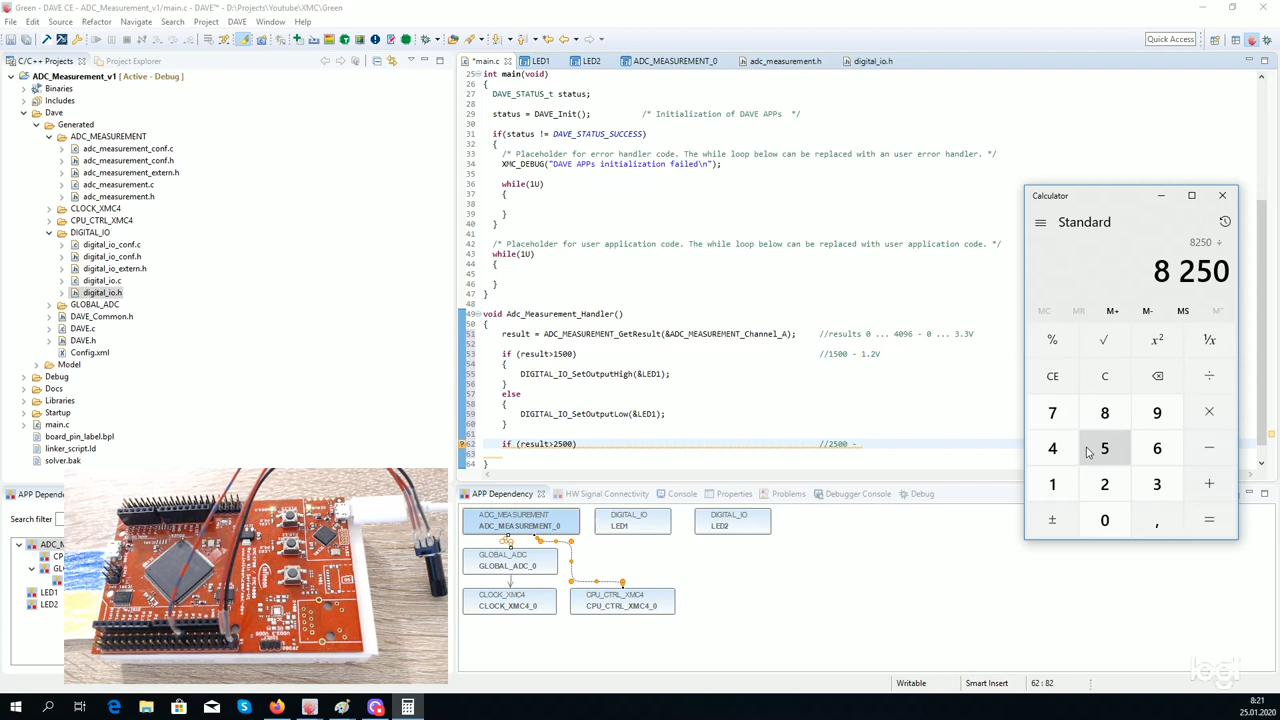 Green - DAVE CE - ADC_Measurement_v1/main.c - DAVE™ - D:\Projects\Youtube\XMC\Green
File Edit Source Refactor Navigate Search Project DAVE Window Help
Quick Access
C/C++ Projects
Project Explorer
ADC_Measurement_v1 [ Active - Debug ]
Binaries
Includes
Dave
Generated
ADC_MEASUREMENT
adc_measurement_conf.c
adc_measurement_conf.h
adc_measurement_extern.h
adc_measurement.c
adc_measurement.h
CLOCK_XMC4
CPU_CTRL_XMC4
DIGITAL_IO
digital_io_conf.c
digital_io_conf.h
digital_io_extern.h
digital_io.c
digital_io.h
GLOBAL_ADC
DAVE_Common.h
DAVE.c
DAVE.h
Config.xml
Model
Debug
Docs
Libraries
Startup
main.c
board_pin_label.bpl
linker_script.ld
solver.bak
*main.c LED1 LED2 ADC_MEASUREMENT_0 adc_measurement.h digital_io.h
25 int main(void)
26 {
27 DAVE_STATUS_t status;
28
29 status = DAVE_Init(); /* Initialization of DAVE APPs */
30
31 if(status != DAVE_STATUS_SUCCESS)
32 {
33 /* Placeholder for error handler code. The while loop below can be replaced with an user error handler. */
34 XMC_DEBUG("DAVE APPs initialization failed\n");
35
36 while(1U)
37 {
38
39 }
40 }
41
42 /* Placeholder for user application code. The while loop below can be replaced with user application code. */
43 while(1U)
44 {
45
46 }
47 }
48
49 void Adc_Measurement_Handler()
50 {
51 result = ADC_MEASUREMENT_GetResult(&ADC_MEASUREMENT_Channel_A); //results 0 ... 4096 - 0 ... 3.3V
52
53 if (result>1500) //1500 - 1.2V
54 {
55 DIGITAL_IO_SetOutputHigh(&LED1);
56 }
57 else
58 {
59 DIGITAL_IO_SetOutputLow(&LED1);
60 }
61
62 if (result>2500) //2500 -
63
64 }
Calculator
Standard
8250 ÷
8 250
MC MR M+ M- MS M˅
% √ x² ¹/x
CE C ⌫ ÷
7 8 9 ×
4 5 6 −
1 2 3 +
± 0 , =
APP Dependency HW Signal Connectivity Console Properties Problems Debugger Console Debug
ADC_MEASUREMENT
ADC_MEASUREMENT_0
DIGITAL_IO
LED1
DIGITAL_IO
LED2
GLOBAL_ADC
GLOBAL_ADC_0
CLOCK_XMC4
CLOCK_XMC4_0
CPU_CTRL_XMC4
CPU_CTRL_XMC4_0
APP Depende
Search filter
ADC_M
CP
GL
LED1
LED2
Infineon
logi
Writable Smart Insert 62 : 82
8:21
25.01.2020